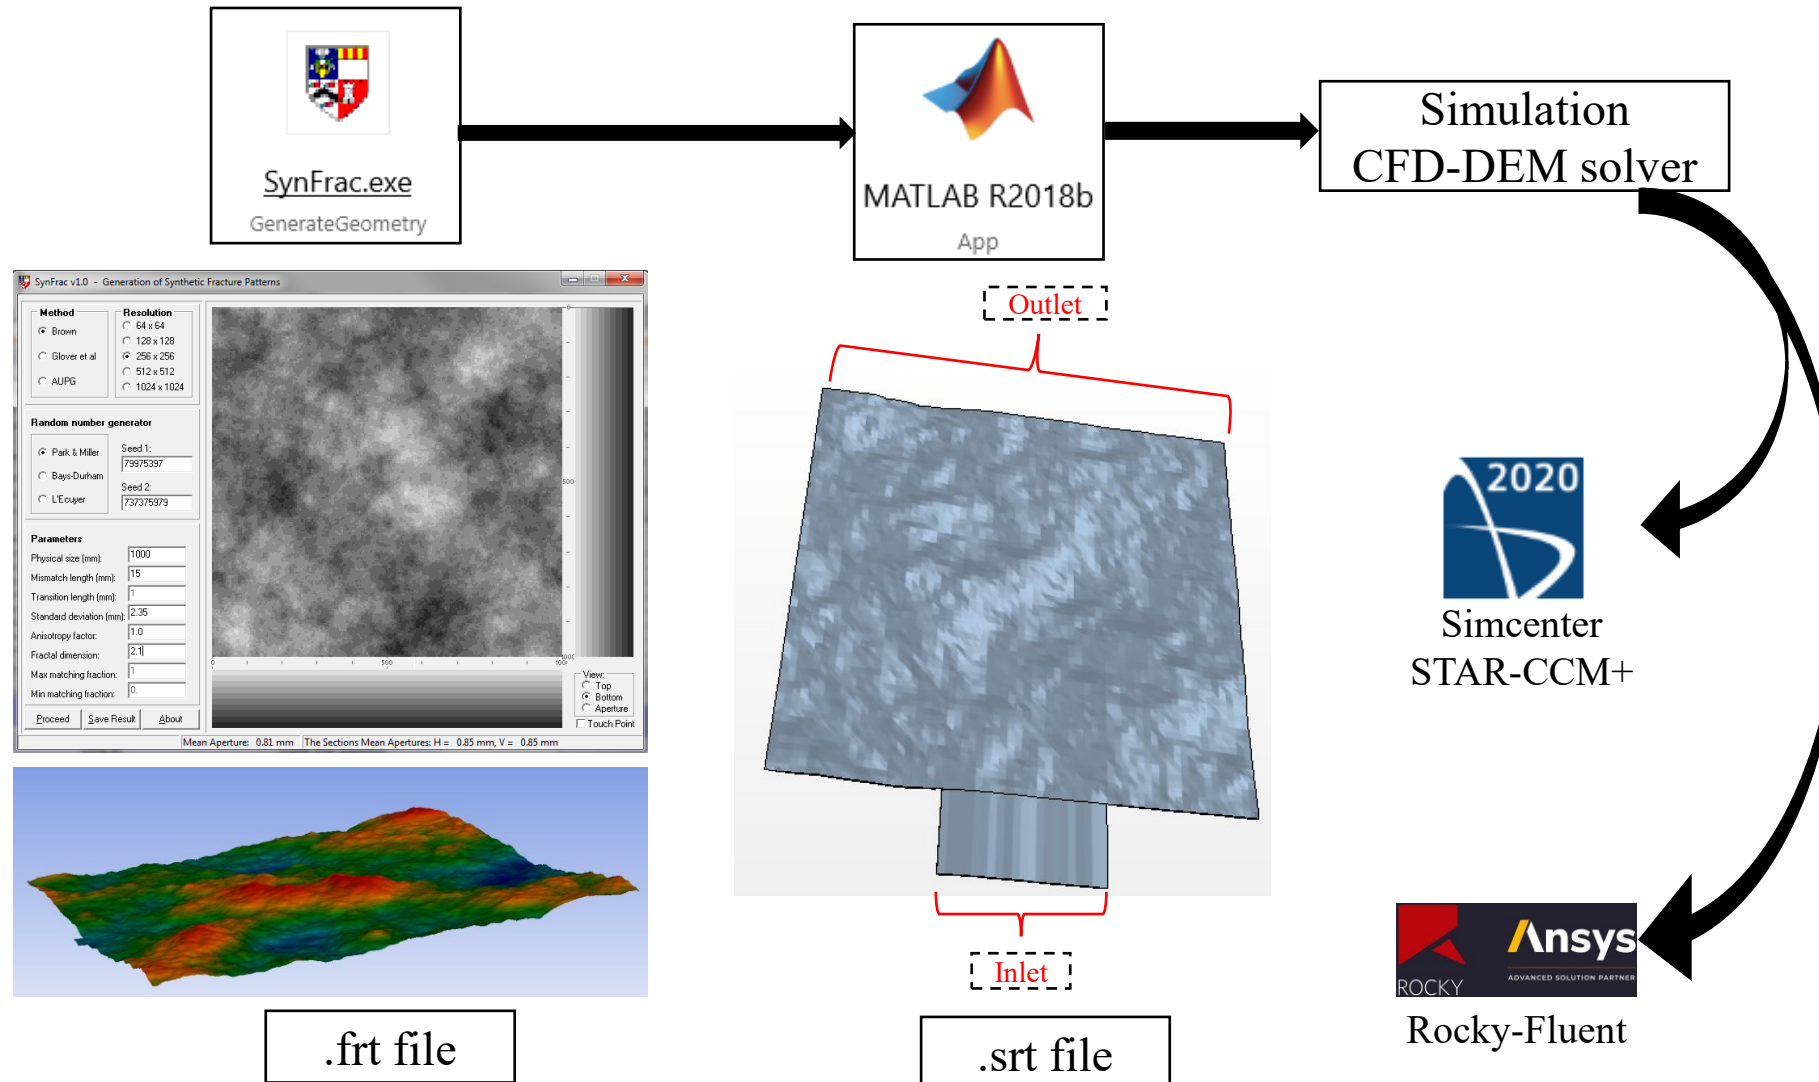 SynFrac.exe
GenerateGeometry
MATLAB R2018b
App
Simulation
CFD-DEM solver
SynFrac v1.0 - Generation of Synthetic Fracture Patterns
Method
Brown
Glover et al
AUPG
Resolution
64 x 64
128 x 128
256 x 256
512 x 512
1024 x 1024
Random number generator
Park & Miller
Bays-Durham
L'Ecuyer
Seed 1:
79975397
Seed 2:
737375979
Parameters
Physical size (mm): 1000
Mismatch length (mm): 15
Transition length (mm): 1
Standard deviation (mm): 2.35
Anisotropy factor: 1.0
Fractal dimension: 2.1
Max matching fraction: 1
Min matching fraction: 0.
Proceed Save Result About
0
500
1000
0 500 100
View:
Top
Bottom
Aperture
Touch Point
Mean Aperture: 0.81 mm The Sections Mean Apertures: H = 0.85 mm, V = 0.85 mm
.frt file
Outlet
Inlet
.srt file
2020
Simcenter
STAR-CCM+
ROCKY
Ansys
ADVANCED SOLUTION PARTNER
Rocky-Fluent